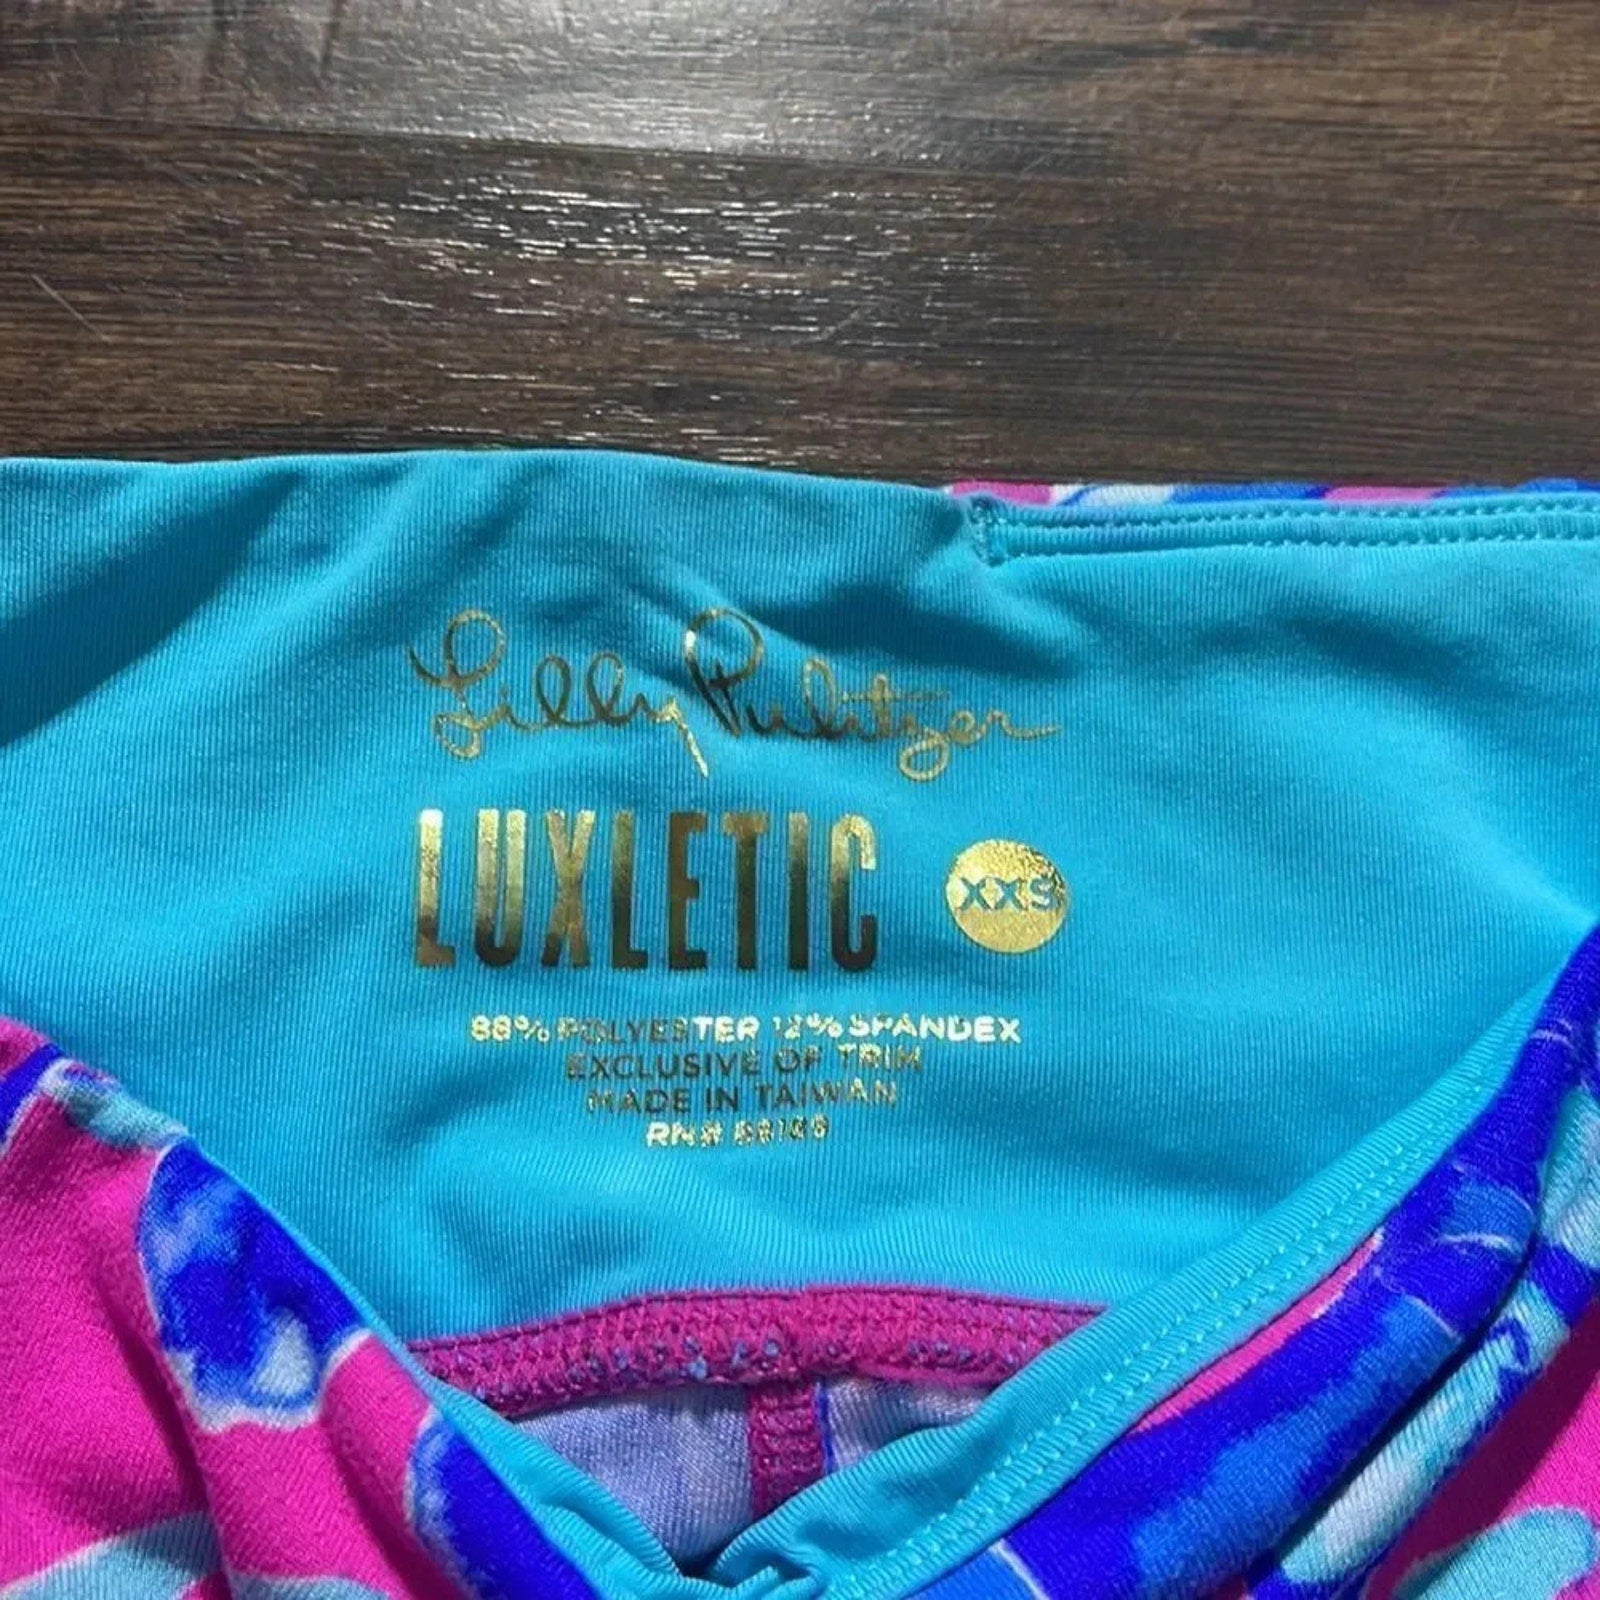 Lilly Pulitzer
LUXLETIC XXS
88% POLYESTER 12% SPANDEX
EXCLUSIVE OF TRIM
MADE IN TAIWAN
RN#